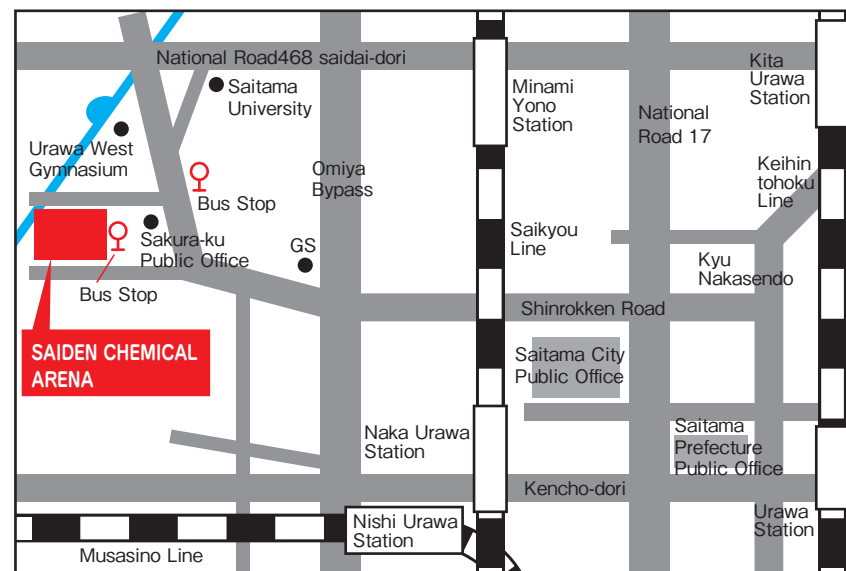 National Road468 saidai-dori
Saitama
University
Urawa West
Gymnasium
Bus Stop
Sakura-ku
Public Office
Bus Stop
SAIDEN CHEMICAL
ARENA
GS
Omiya
Bypass
Minami
Yono
Station
National
Road 17
Kita
Urawa
Station
Keihin
tohoku
Line
Saikyou
Line
Kyu
Nakasendo
Shinrokken Road
Saitama City
Public Office
Naka Urawa
Station
Saitama
Prefecture
Public Office
Kencho-dori
Urawa
Station
Nishi Urawa
Station
Musasino Line